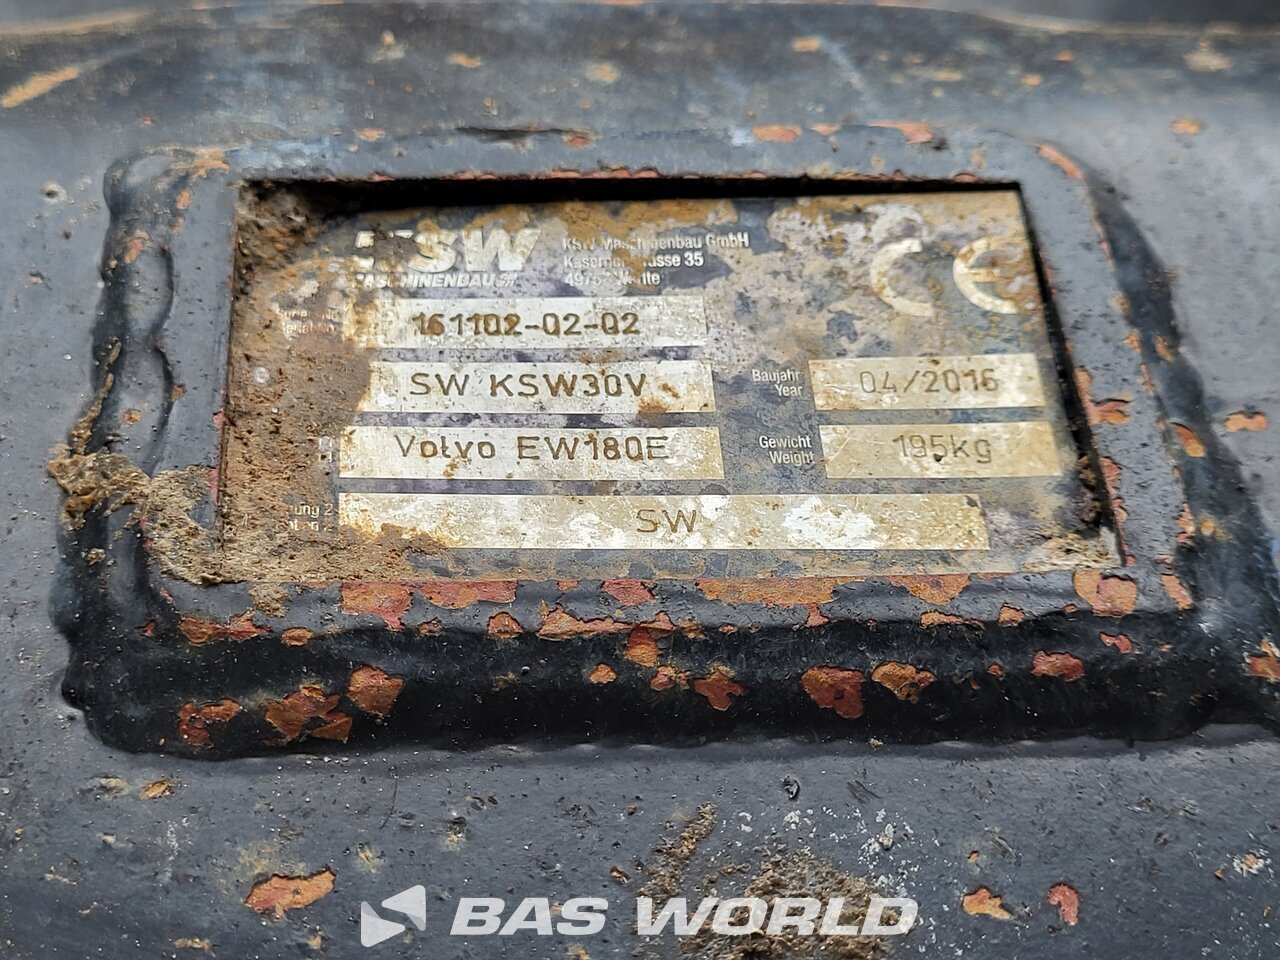 KSW KSW Maschinenbau GmbH
MASCHINENBAU 35
161102-02-02
SW KSW30V Baujahr Year 04/2016
Volvo EW180E Gewicht Weight 195kg
SW
CE
BAS WORLD